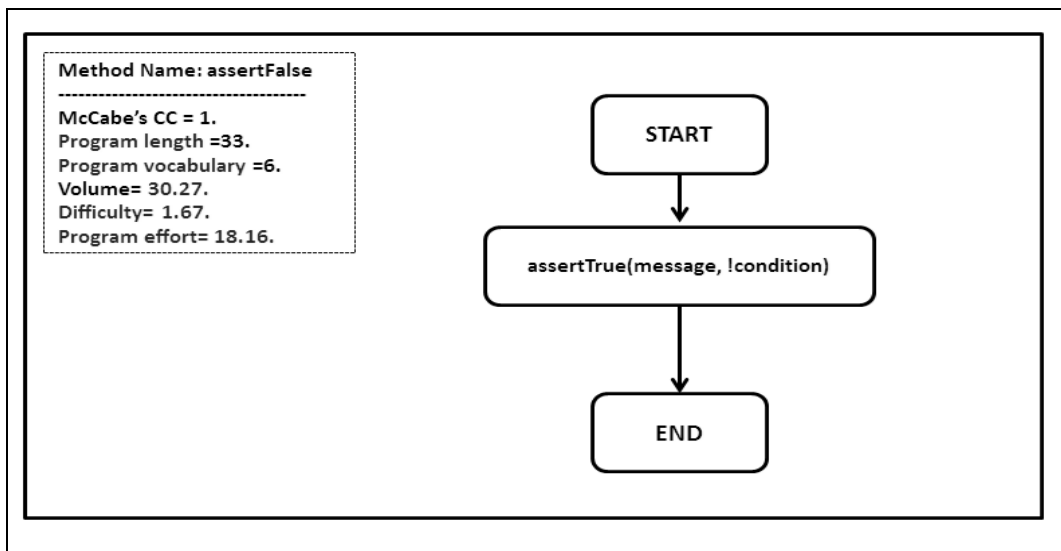 Method Name: assertFalse
-------------------------------------
McCabe’s CC = 1.
Program length =33.
Program vocabulary =6.
Volume= 30.27.
Difficulty= 1.67.
Program effort= 18.16.
START
assertTrue(message, !condition)
END